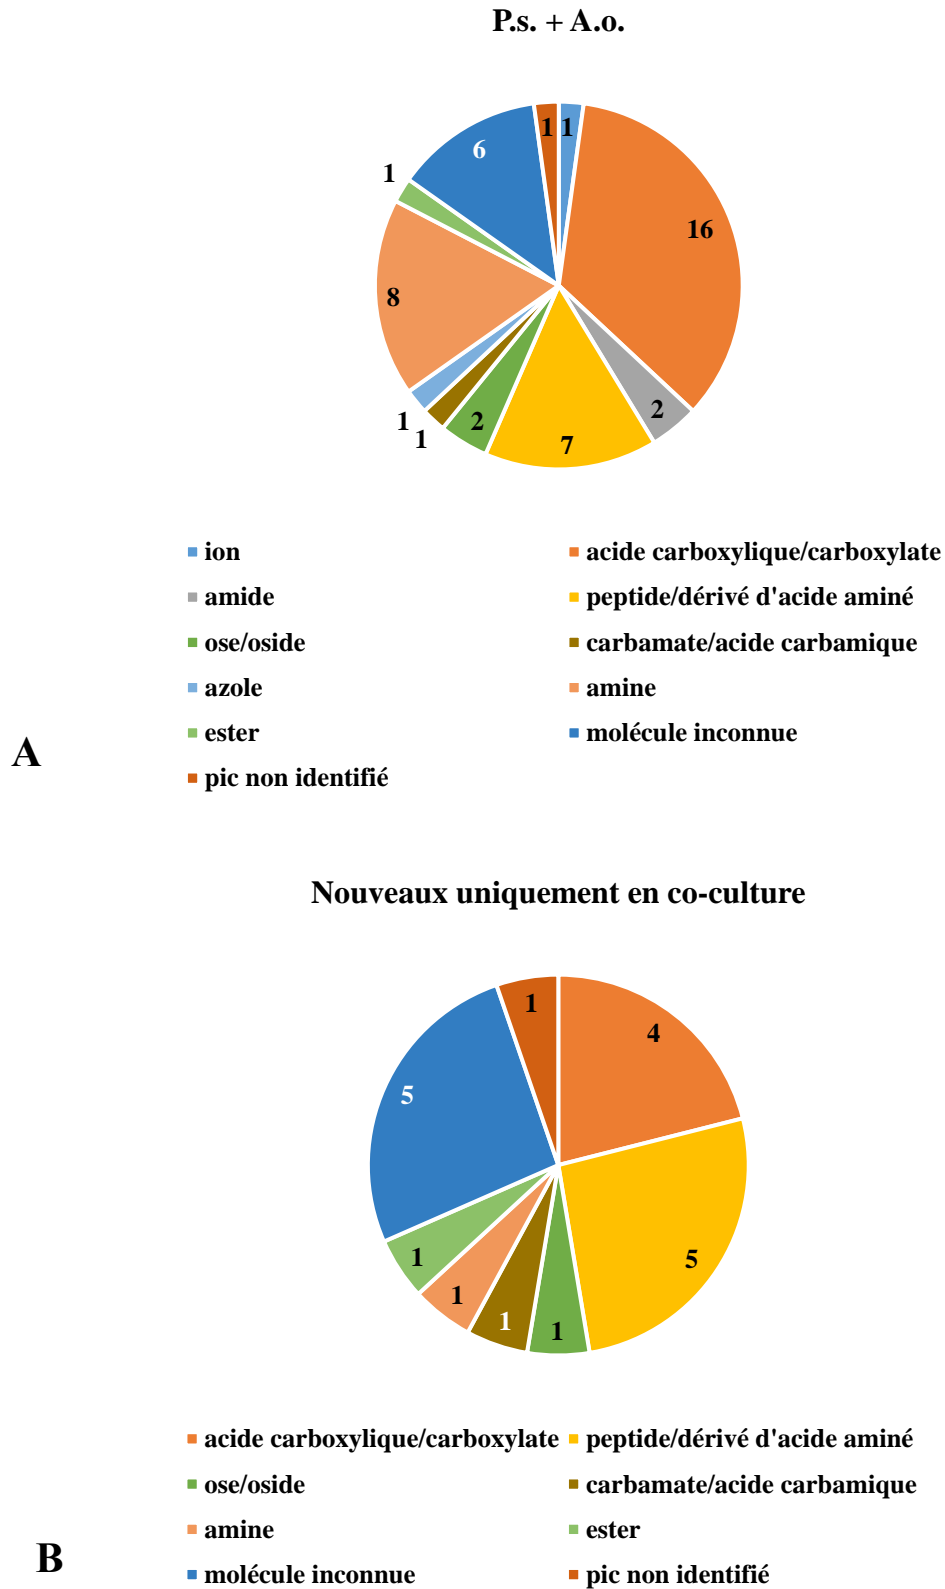 P.s. + A.o.
1 1
6
1
16
8
1
2
2
7
1
ion
acide carboxylique/carboxylate
amide
peptide/dérivé d'acide aminé
ose/oside
carbamate/acide carbamique
azole
amine
ester
molécule inconnue
A
pic non identifié
Nouveaux uniquement en co-culture
1
4
5
5
1
1
1
1
acide carboxylique/carboxylate
peptide/dérivé d'acide aminé
ose/oside
carbamate/acide carbamique
amine
ester
B
molécule inconnue
pic non identifié